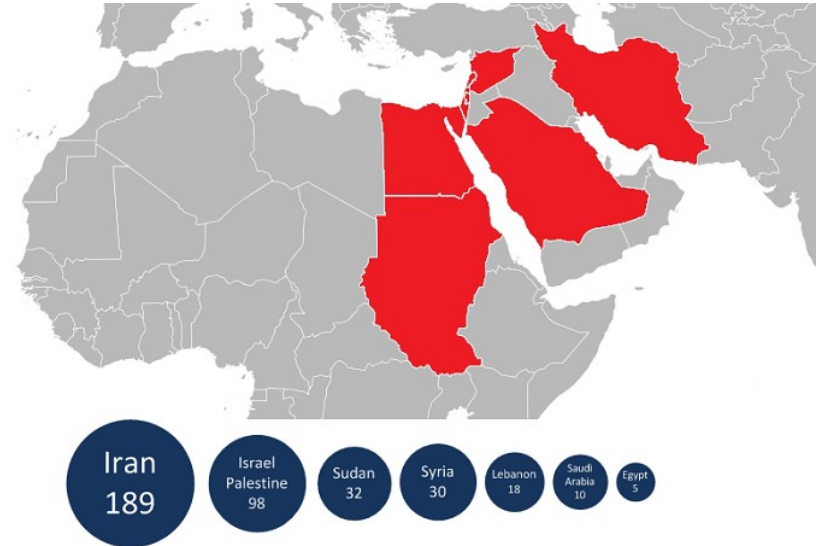 Iran
189
Israel
Palestine
98
Sudan
32
Syria
30
Lebanon
18
Saudi
Arabia
10
Egypt
5